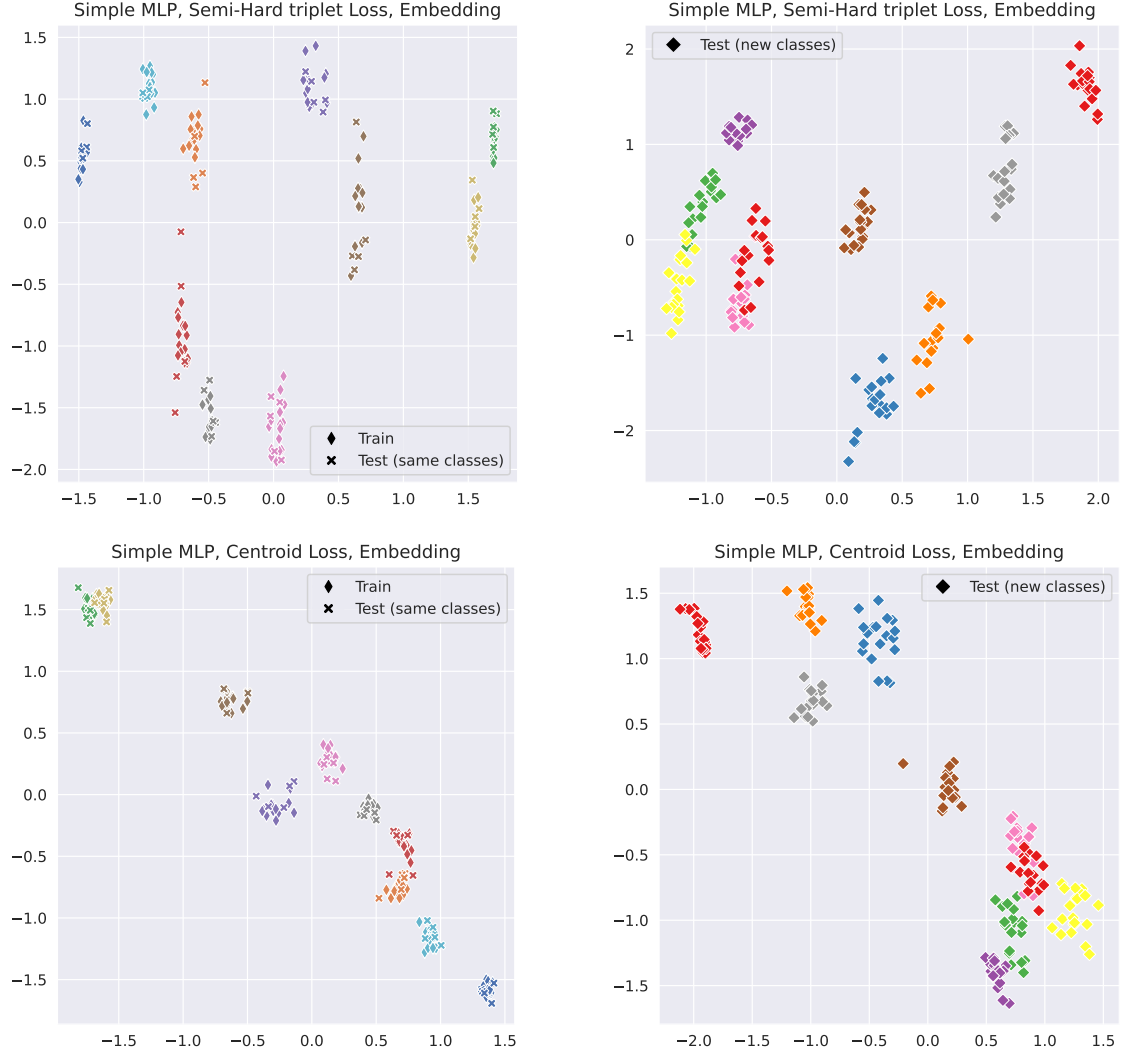 Simple MLP, Semi-Hard triplet Loss, Embedding
1.5
1.0
0.5
0.0
−0.5
−1.0
−1.5
−2.0
Train
Test (same classes)
−1.5 −1.0 −0.5 0.0 0.5 1.0 1.5
Simple MLP, Semi-Hard triplet Loss, Embedding
Test (new classes)
2
1
0
−1
−2
−1.0 −0.5 0.0 0.5 1.0 1.5 2.0
Simple MLP, Centroid Loss, Embedding
Train
Test (same classes)
1.5
1.0
0.5
0.0
−0.5
−1.0
−1.5
−1.5 −1.0 −0.5 0.0 0.5 1.0 1.5
Simple MLP, Centroid Loss, Embedding
Test (new classes)
1.5
1.0
0.5
0.0
−0.5
−1.0
−1.5
−2.0 −1.5 −1.0 −0.5 0.0 0.5 1.0 1.5